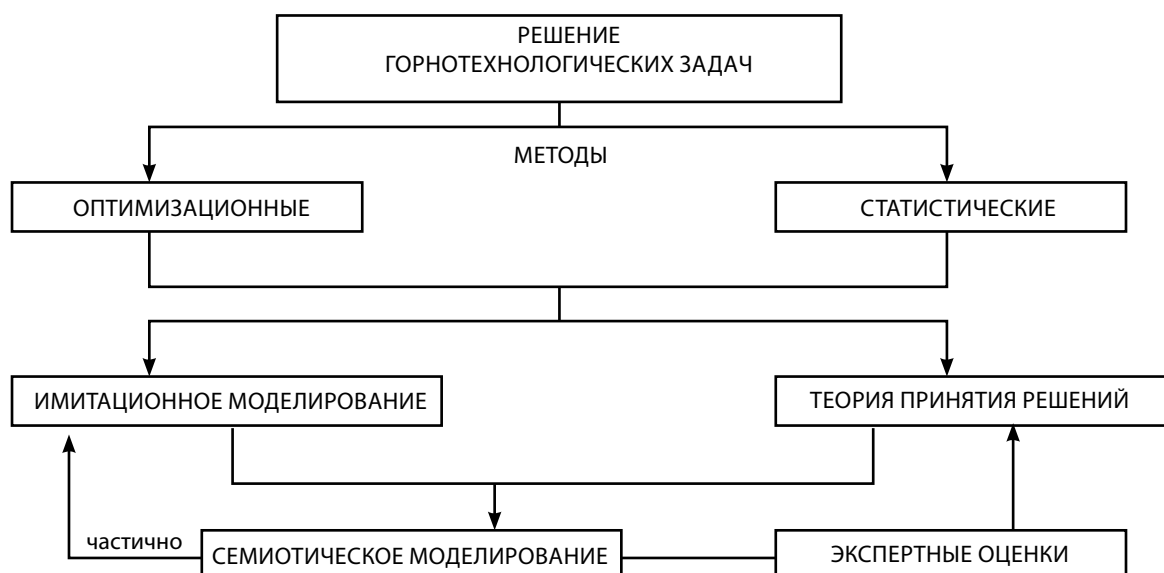 РЕШЕНИЕ
ГОРНОТЕХНОЛОГИЧЕСКИХ ЗАДАЧ
МЕТОДЫ
ОПТИМИЗАЦИОННЫЕ
СТАТИСТИЧЕСКИЕ
ИМИТАЦИОННОЕ МОДЕЛИРОВАНИЕ
ТЕОРИЯ ПРИНЯТИЯ РЕШЕНИЙ
частично
СЕМИОТИЧЕСКОЕ МОДЕЛИРОВАНИЕ
ЭКСПЕРТНЫЕ ОЦЕНКИ